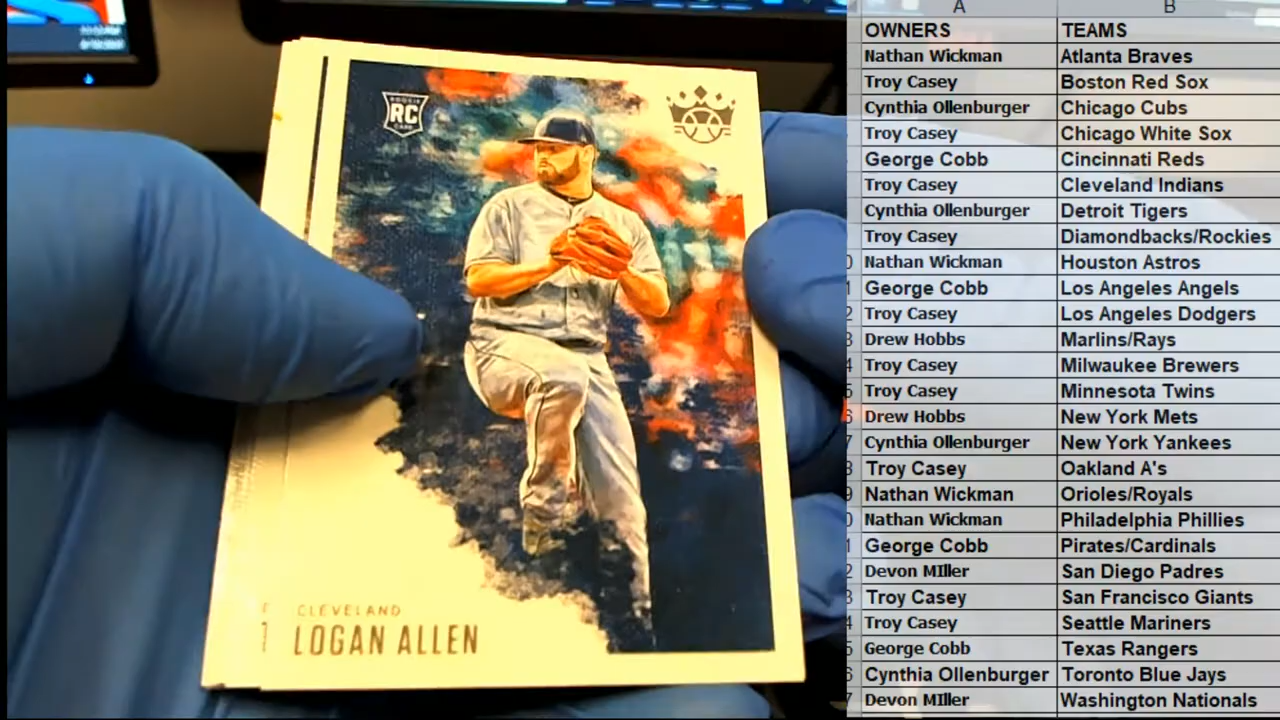 ROOKIE
RC
CARD
CLEVELAND
LOGAN ALLEN
A B
OWNERS TEAMS
Nathan Wickman Atlanta Braves
Troy Casey Boston Red Sox
Cynthia Ollenburger Chicago Cubs
Troy Casey Chicago White Sox
George Cobb Cincinnati Reds
Troy Casey Cleveland Indians
Cynthia Ollenburger Detroit Tigers
Troy Casey Diamondbacks/Rockies
Nathan Wickman Houston Astros
George Cobb Los Angeles Angels
Troy Casey Los Angeles Dodgers
Drew Hobbs Marlins/Rays
Troy Casey Milwaukee Brewers
Troy Casey Minnesota Twins
Drew Hobbs New York Mets
Cynthia Ollenburger New York Yankees
Troy Casey Oakland A's
Nathan Wickman Orioles/Royals
Nathan Wickman Philadelphia Phillies
George Cobb Pirates/Cardinals
Devon MIller San Diego Padres
Troy Casey San Francisco Giants
Troy Casey Seattle Mariners
George Cobb Texas Rangers
Cynthia Ollenburger Toronto Blue Jays
Devon MIller Washington Nationals